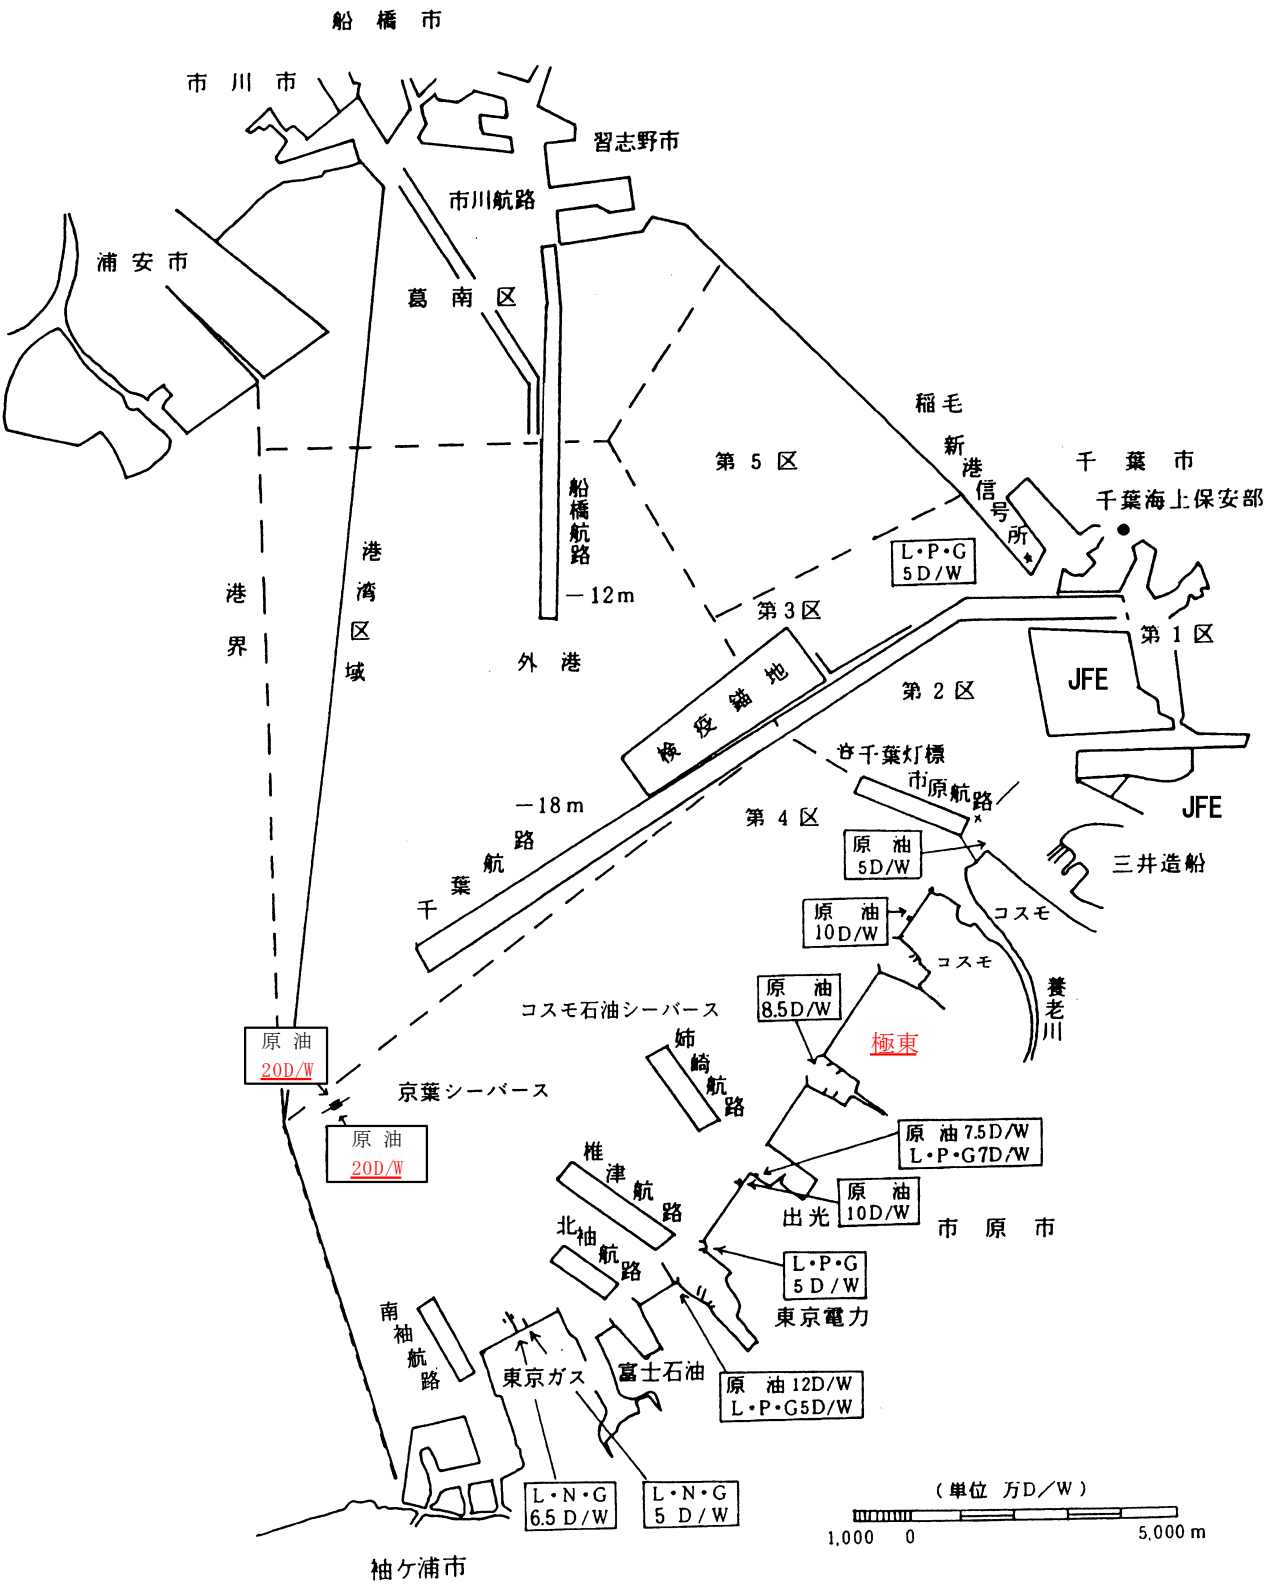 船橋市
市川市
習志野市
市川航路
浦安市
葛南区
稲毛
新港信号所
第5区
千葉市
千葉海上保安部
船橋航路
L・P・G
5D/W
港湾区域
港界
−12m
第3区
第1区
外港
検疫錨地
第2区
JFE
千葉灯標
市原航路
−18m
第4区
JFE
千葉航路
原油
5D/W
三井造船
原油
10D/W
コスモ
コスモ
原油
8.5D/W
養老川
コスモ石油シーバース
姉崎航路
極東
原油
20D/W
京葉シーバース
原油
20D/W
原油7.5D/W
L・P・G7D/W
椎津航路
原油
10D/W
出光
市原市
北袖航路
L・P・G
5D/W
東京電力
南袖航路
東京ガス
富士石油
原油12D/W
L・P・G5D/W
L・N・G
6.5D/W
L・N・G
5D/W
(単位 万D/W)
1,000 0 5,000m
袖ケ浦市